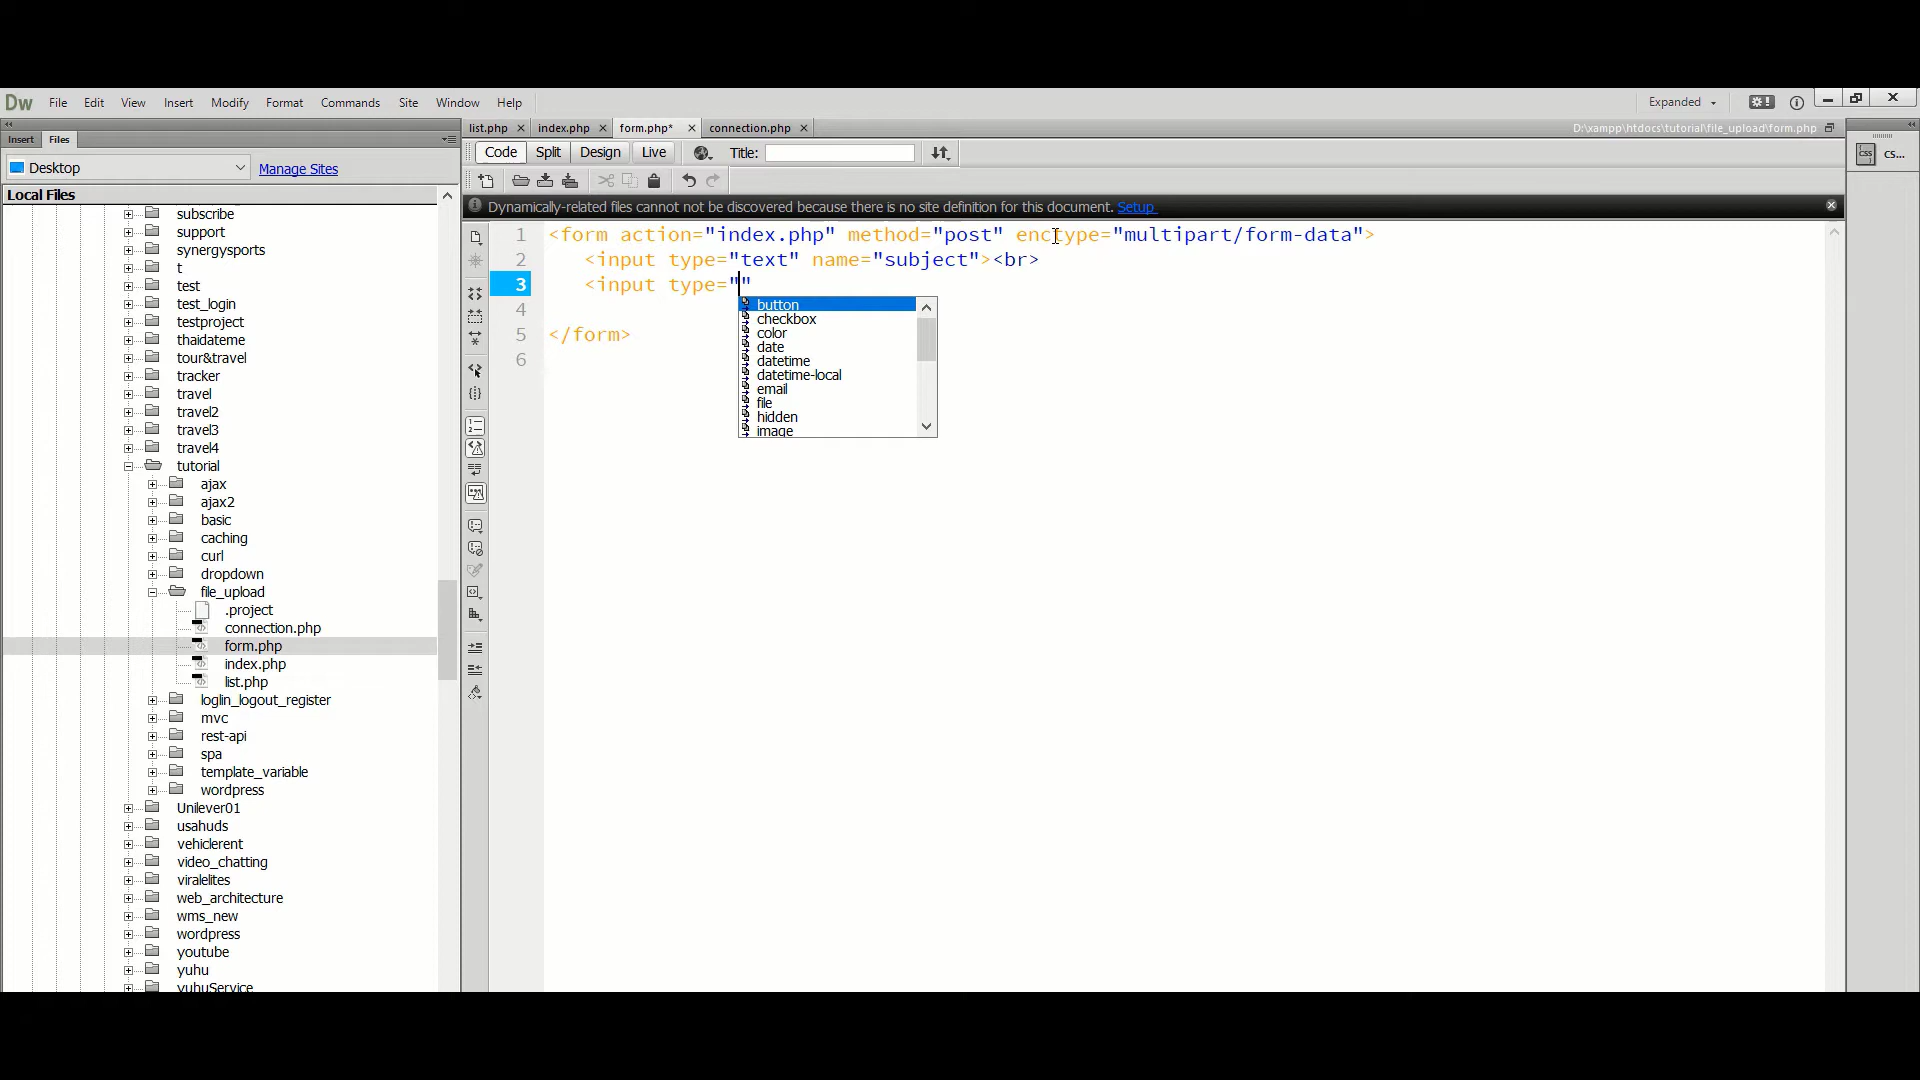 Dw File Edit View Insert Modify Format Commands Site Window Help Expanded
Insert Files
list.php index.php form.php* connection.php D:\xampp\htdocs\tutorial\file_upload\form.php
Desktop Manage Sites
Code Split Design Live Title:
CSS CS...
Local Files
Dynamically-related files cannot not be discovered because there is no site definition for this document. Setup
subscribe
support
synergysports
t
test
test_login
testproject
thaidateme
tour&travel
tracker
travel
travel2
travel3
travel4
tutorial
ajax
ajax2
basic
caching
curl
dropdown
file_upload
.project
connection.php
form.php
index.php
list.php
loglin_logout_register
mvc
rest-api
spa
template_variable
wordpress
Unilever01
usahuds
vehiclerent
video_chatting
viralelites
web_architecture
wms_new
wordpress
youtube
yuhu
yuhuService
1 <form action="index.php" method="post" enctype="multipart/form-data">
2 <input type="text" name="subject"><br>
3 <input type=""
4
5 </form>
6
button
checkbox
color
date
datetime
datetime-local
email
file
hidden
image